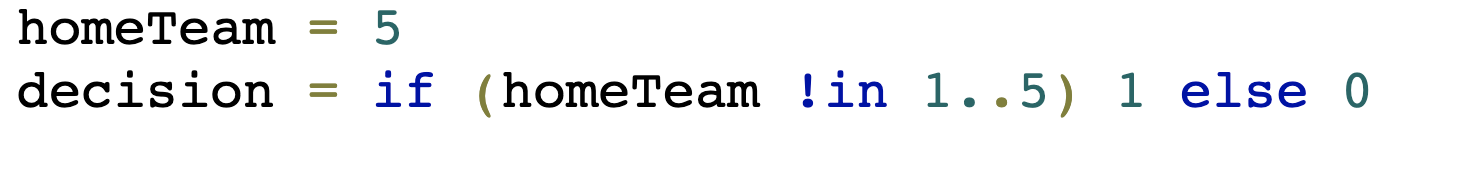 homeTeam = 5
decision = if (homeTeam !in 1..5) 1 else 0